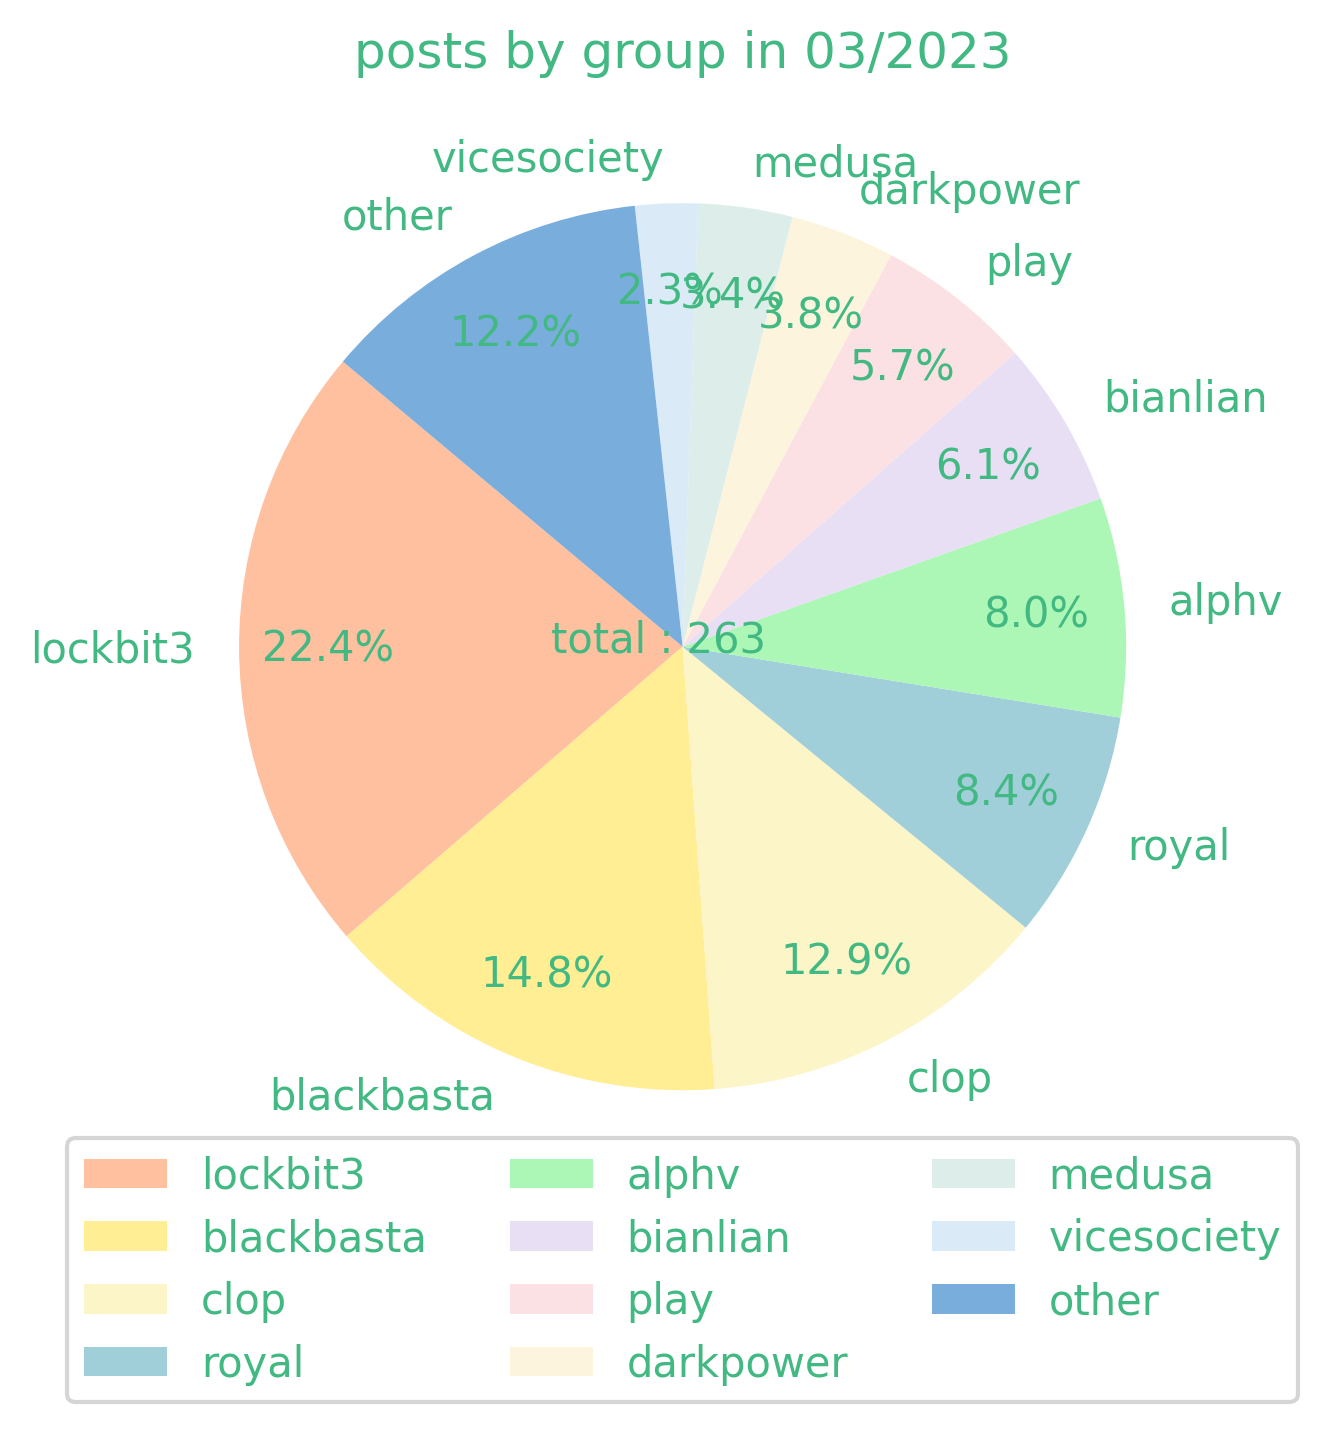 posts by group in 03/2023
vicesociety
medusa
other
darkpower
play
2.3%
3.4%
3.8%
12.2%
5.7%
bianlian
6.1%
alphv
8.0%
total : 263
lockbit3
22.4%
8.4%
royal
14.8%
12.9%
blackbasta
clop
lockbit3
blackbasta
clop
royal
alphv
bianlian
play
darkpower
medusa
vicesociety
other